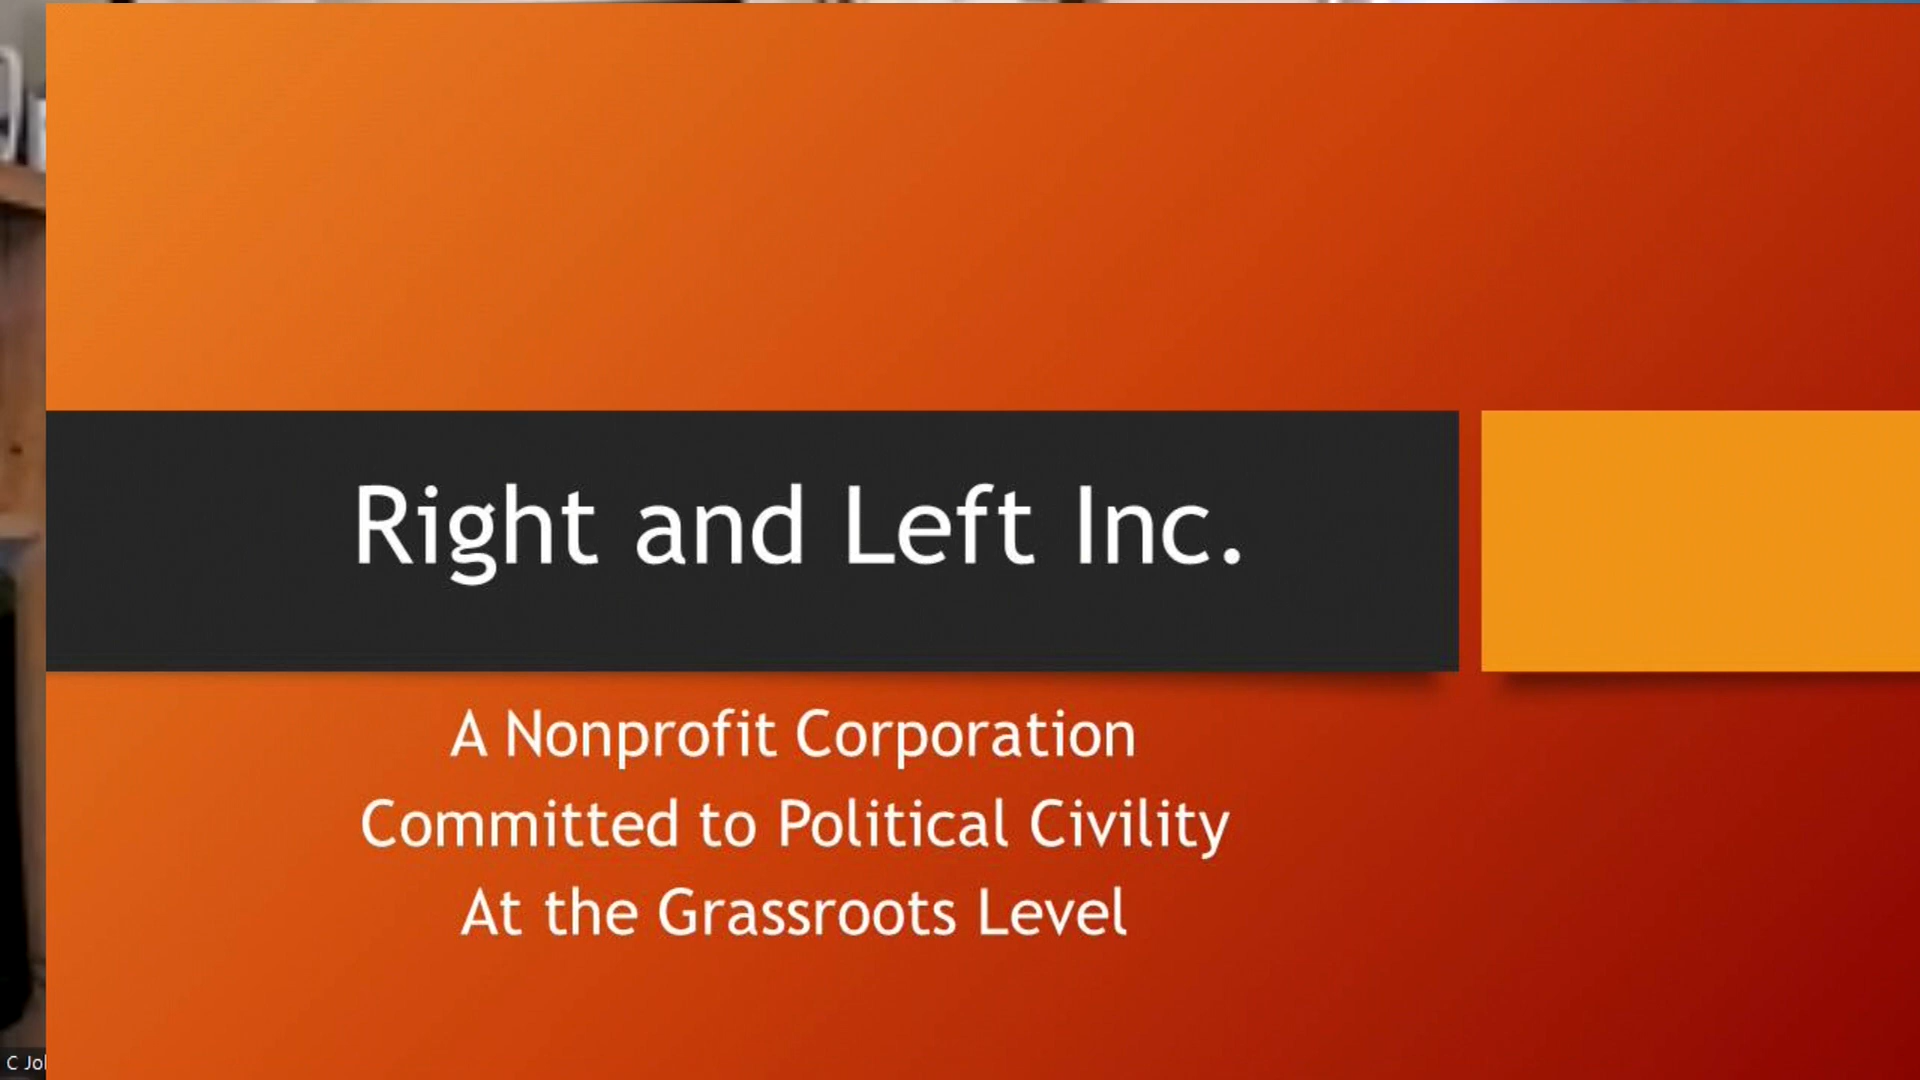 Right and Left Inc.
A Nonprofit Corporation
Committed to Political Civility
At the Grassroots Level
C